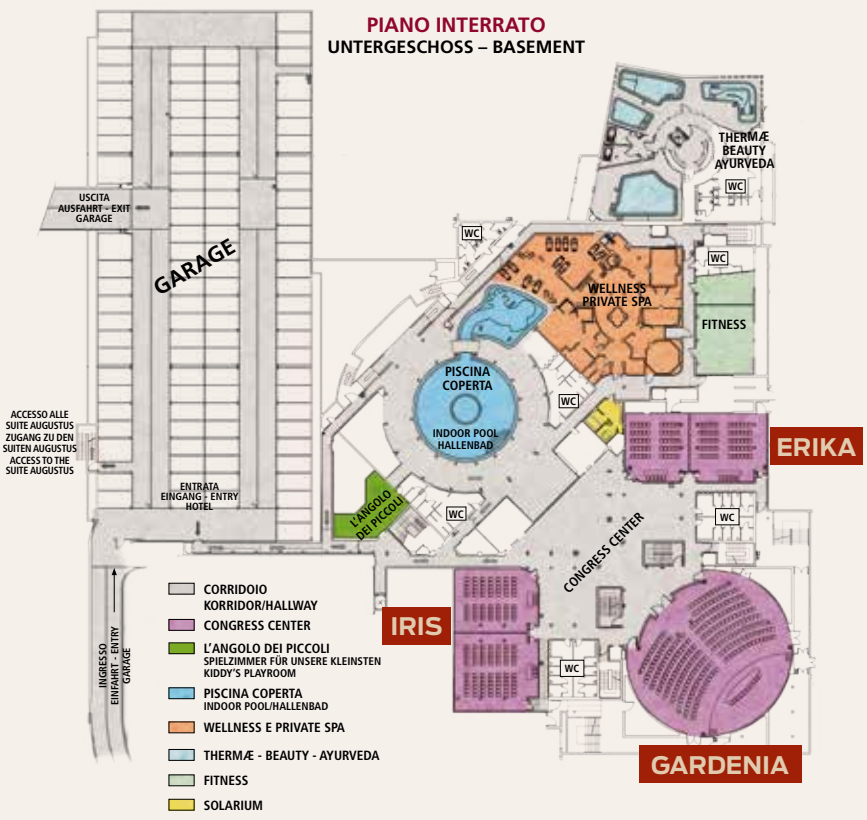 PIANO INTERRATO
UNTERGESCHOSS – BASEMENT
THERMÆ
BEAUTY
AYURVEDA
WC
USCITA
AUSFAHRT - EXIT
GARAGE
GARAGE
WC
WC
WELLNESS
PRIVATE SPA
FITNESS
PISCINA
COPERTA
INDOOR POOL
HALLENBAD
WC
ACCESSO ALLE
SUITE AUGUSTUS
ZUGANG ZU DEN
SUITEN AUGUSTUS
ACCESS TO THE
SUITE AUGUSTUS
ERIKA
ENTRATA
EINGANG - ENTRY
HOTEL
L'ANGOLO
DEI PICCOLI
WC
WC
CONGRESS CENTER
INGRESSO
EINFAHRT - ENTRY
GARAGE
IRIS
WC
GARDENIA
CORRIDOIO
KORRIDOR/HALLWAY
CONGRESS CENTER
L'ANGOLO DEI PICCOLI
SPIELZIMMER FÜR UNSERE KLEINSTEN
KIDDY'S PLAYROOM
PISCINA COPERTA
INDOOR POOL/HALLENBAD
WELLNESS E PRIVATE SPA
THERMÆ - BEAUTY - AYURVEDA
FITNESS
SOLARIUM